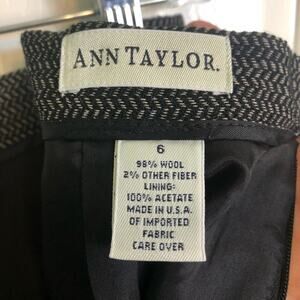 ANN TAYLOR.
6
98% WOOL
2% OTHER FIBER
LINING:
100% ACETATE
MADE IN U.S.A.
OF IMPORTED
FABRIC
CARE OVER